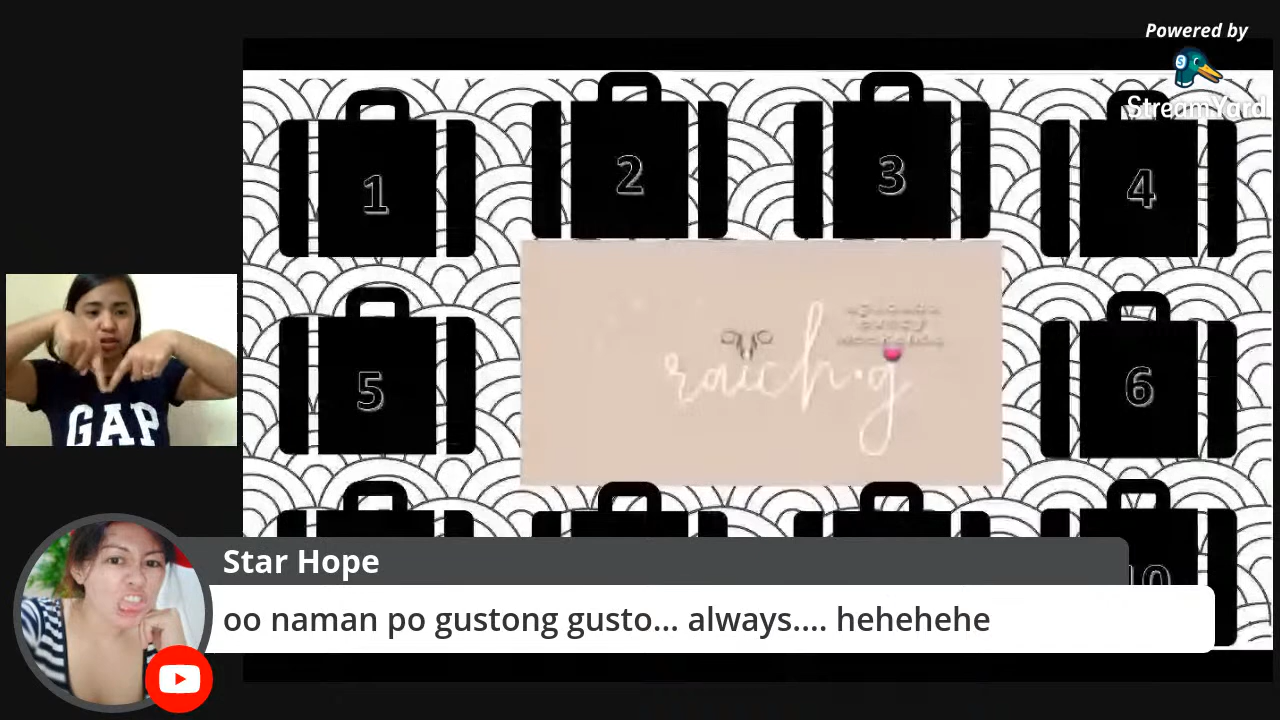 Powered by
StreamYard
1
2
3
4
5
6
raich.g
GAP
10
Star Hope
oo naman po gustong gusto... always.... hehehehe